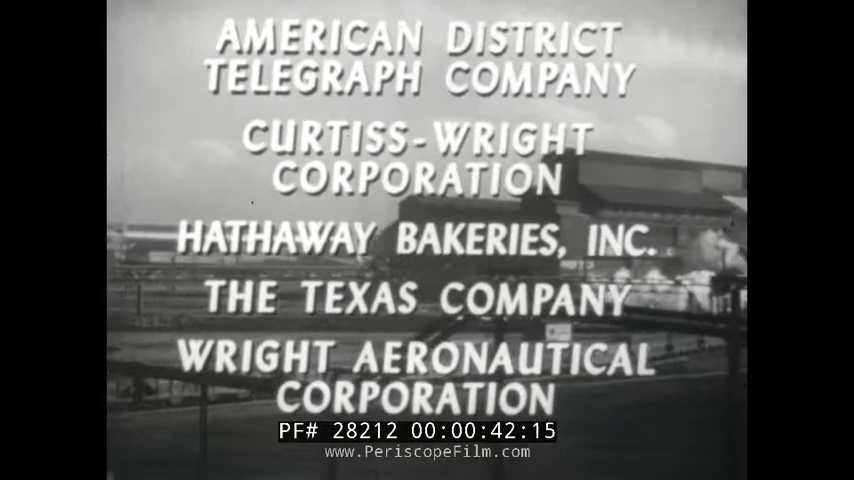 AMERICAN DISTRICT
TELEGRAPH COMPANY
CURTISS-WRIGHT
CORPORATION
HATHAWAY BAKERIES, INC.
THE TEXAS COMPANY
WRIGHT AERONAUTICAL
CORPORATION
PF# 28212 00:00:42:15
www.PeriscopeFilm.com